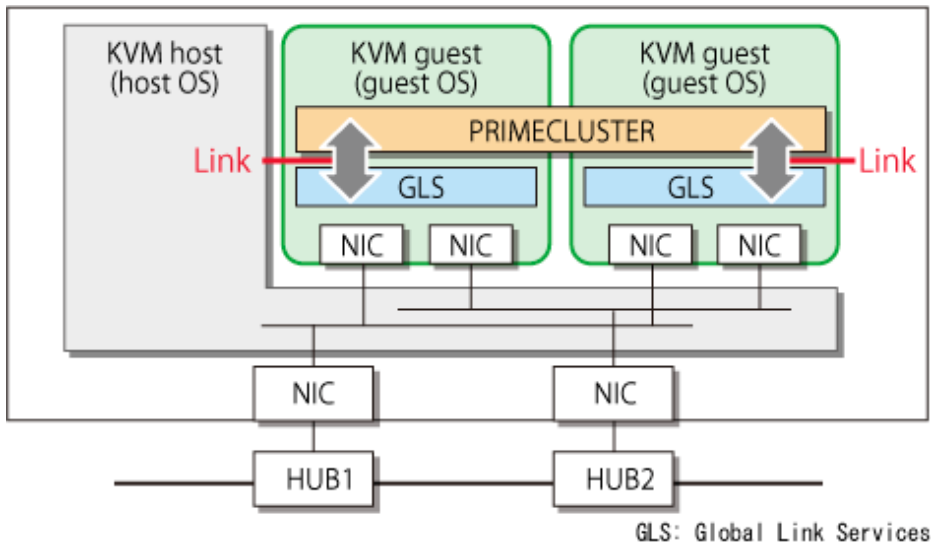 KVM host
(host OS)
KVM guest
(guest OS)
KVM guest
(guest OS)
PRIMECLUSTER
Link
Link
GLS
GLS
NIC
NIC
NIC
NIC
NIC
NIC
HUB1
HUB2
GLS: Global Link Services